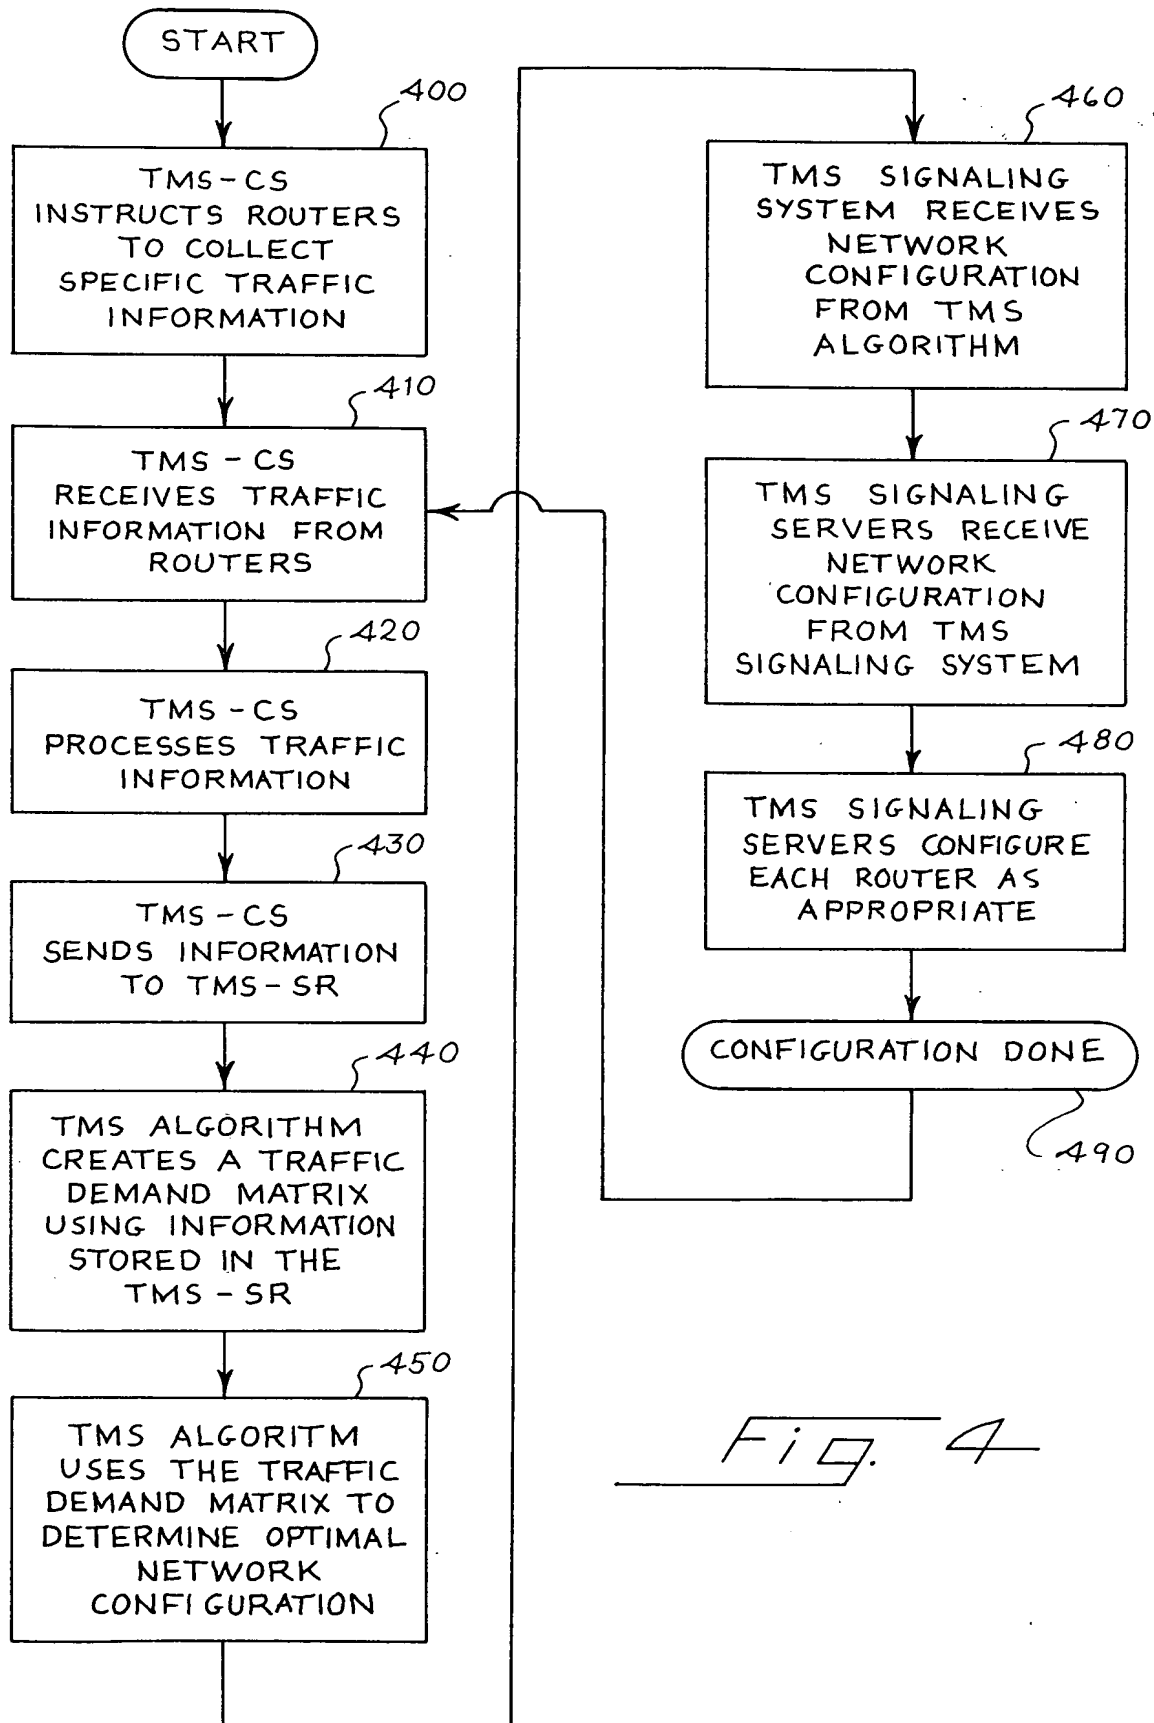 START
400
TMS-CS
INSTRUCTS ROUTERS
TO COLLECT
SPECIFIC TRAFFIC
INFORMATION
410
TMS - CS
RECEIVES TRAFFIC
INFORMATION FROM
ROUTERS
420
TMS - CS
PROCESSES TRAFFIC
INFORMATION
430
TMS-CS
SENDS INFORMATION
TO TMS-SR
440
TMS ALGORITHM
CREATES A TRAFFIC
DEMAND MATRIX
USING INFORMATION
STORED IN THE
TMS - SR
450
TMS ALGORITM
USES THE TRAFFIC
DEMAND MATRIX TO
DETERMINE OPTIMAL
NETWORK
CONFIGURATION
460
TMS SIGNALING
SYSTEM RECEIVES
NETWORK
CONFIGURATION
FROM TMS
ALGORITHM
470
TMS SIGNALING
SERVERS RECEIVE
NETWORK
CONFIGURATION
FROM TMS
SIGNALING SYSTEM
480
TMS SIGNALING
SERVERS CONFIGURE
EACH ROUTER AS
APPROPRIATE
CONFIGURATION DONE
490
Fig. 4